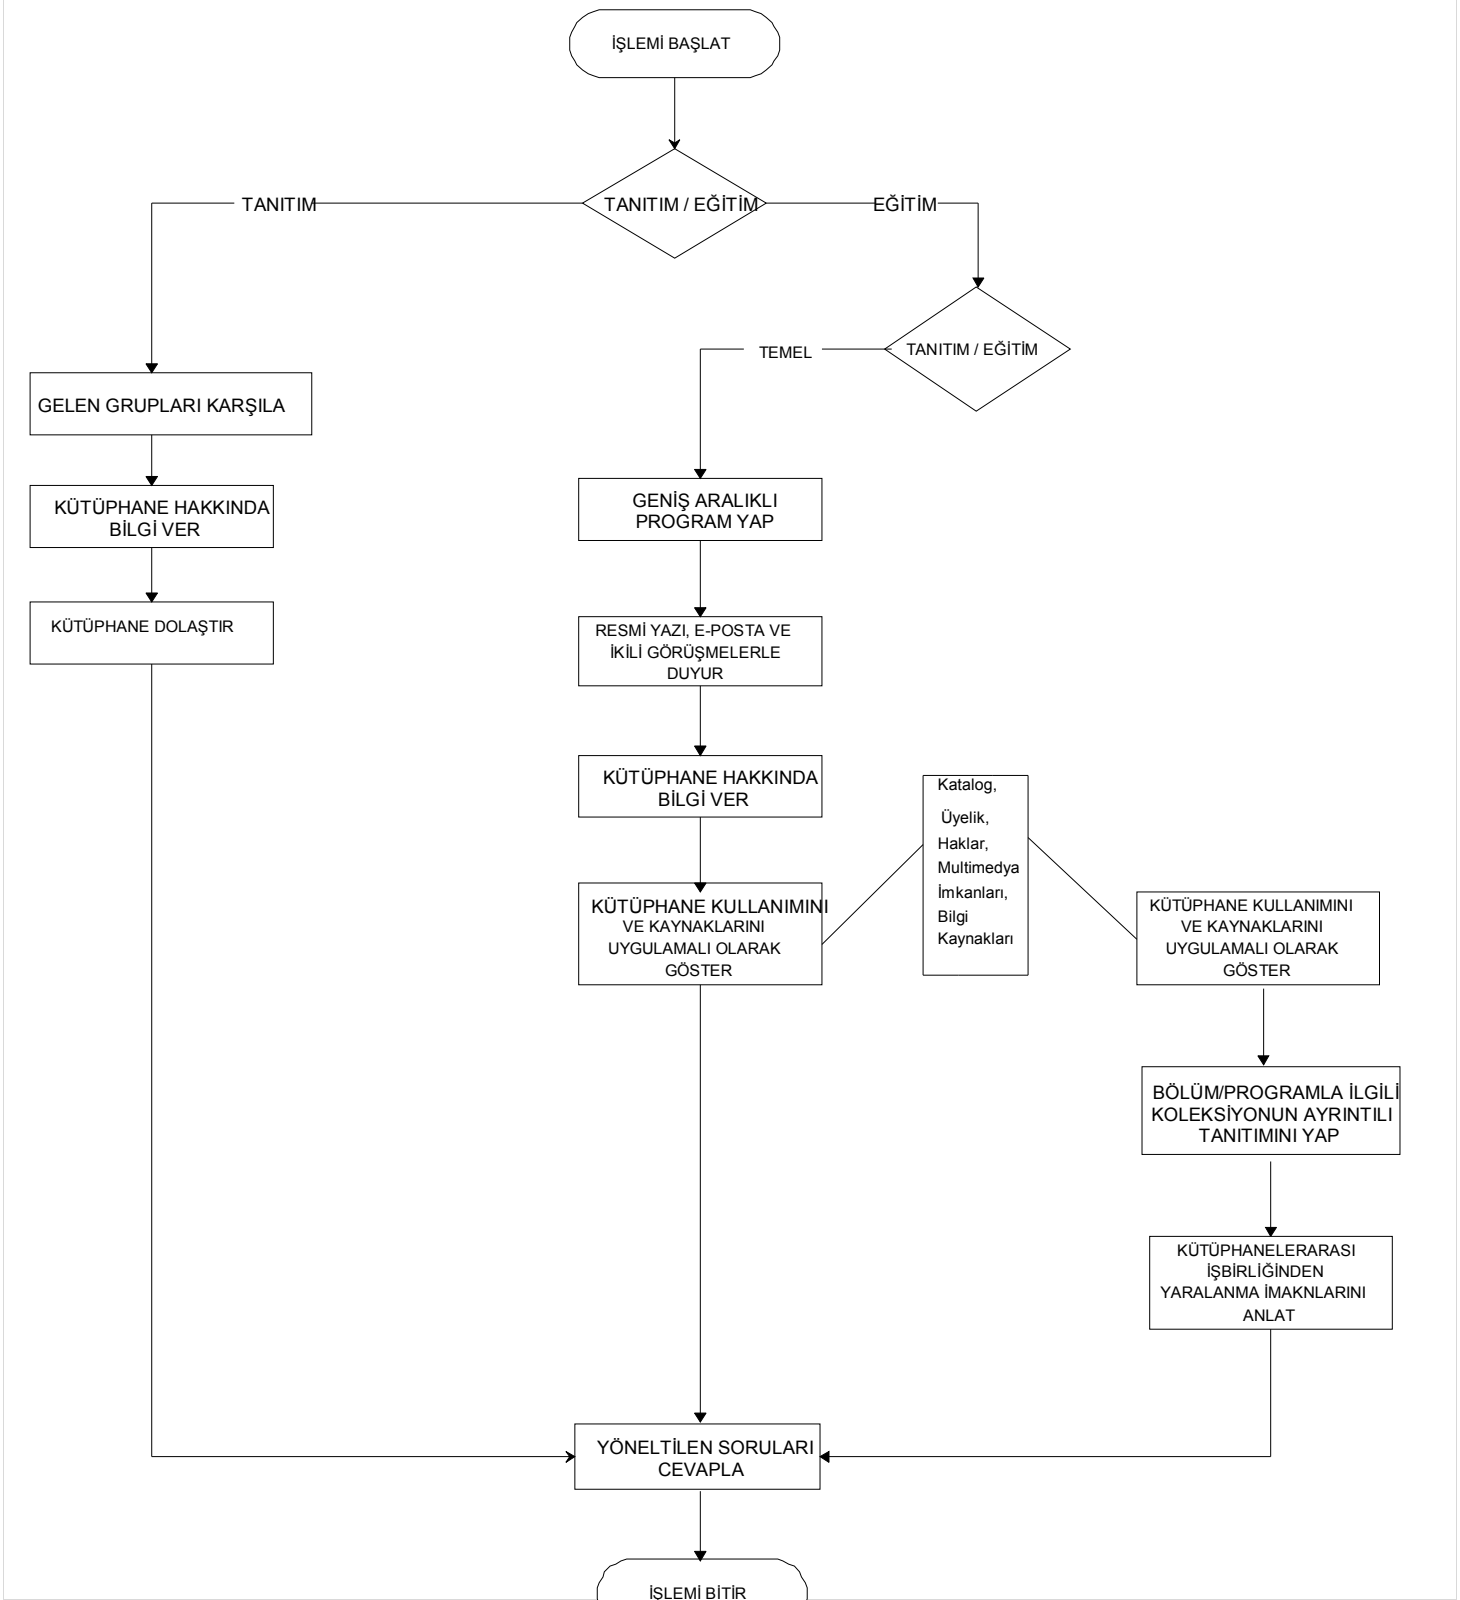 İŞLEMİ BAŞLAT
TANITIM
TANITIM / EĞİTİM
EĞİTİM
TEMEL
TANITIM / EĞİTİM
GELEN GRUPLARI KARŞILA
KÜTÜPHANE HAKKINDA
BİLGİ VER
KÜTÜPHANE DOLAŞTIR
GENİŞ ARALIKLI
PROGRAM YAP
RESMİ YAZI, E-POSTA VE
İKİLİ GÖRÜŞMELERLE
DUYUR
KÜTÜPHANE HAKKINDA
BİLGİ VER
KÜTÜPHANE KULLANIMINI
VE KAYNAKLARINI
UYGULAMALI OLARAK
GÖSTER
Katalog,
Üyelik,
Haklar,
Multimedya
İmkanları,
Bilgi
Kaynakları
KÜTÜPHANE KULLANIMINI
VE KAYNAKLARINI
UYGULAMALI OLARAK
GÖSTER
BÖLÜM/PROGRAMLA İLGİLİ
KOLEKSİYONUN AYRINTILI
TANITIMINI YAP
KÜTÜPHANELERARASI
İŞBİRLİĞİNDEN
YARALANMA İMAKNLARINI
ANLAT
YÖNELTİLEN SORULARI
CEVAPLA
İŞLEMİ BİTİR